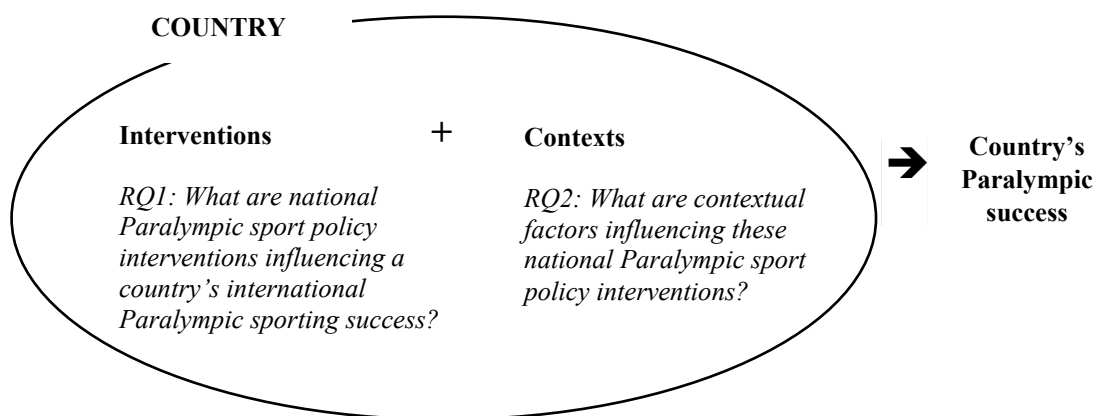 COUNTRY
Interventions
+
Contexts
RQ1: What are national
Paralympic sport policy
interventions influencing a
country’s international
Paralympic sporting success?
RQ2: What are contextual
factors influencing these
national Paralympic sport
policy interventions?
Country’s
Paralympic
success